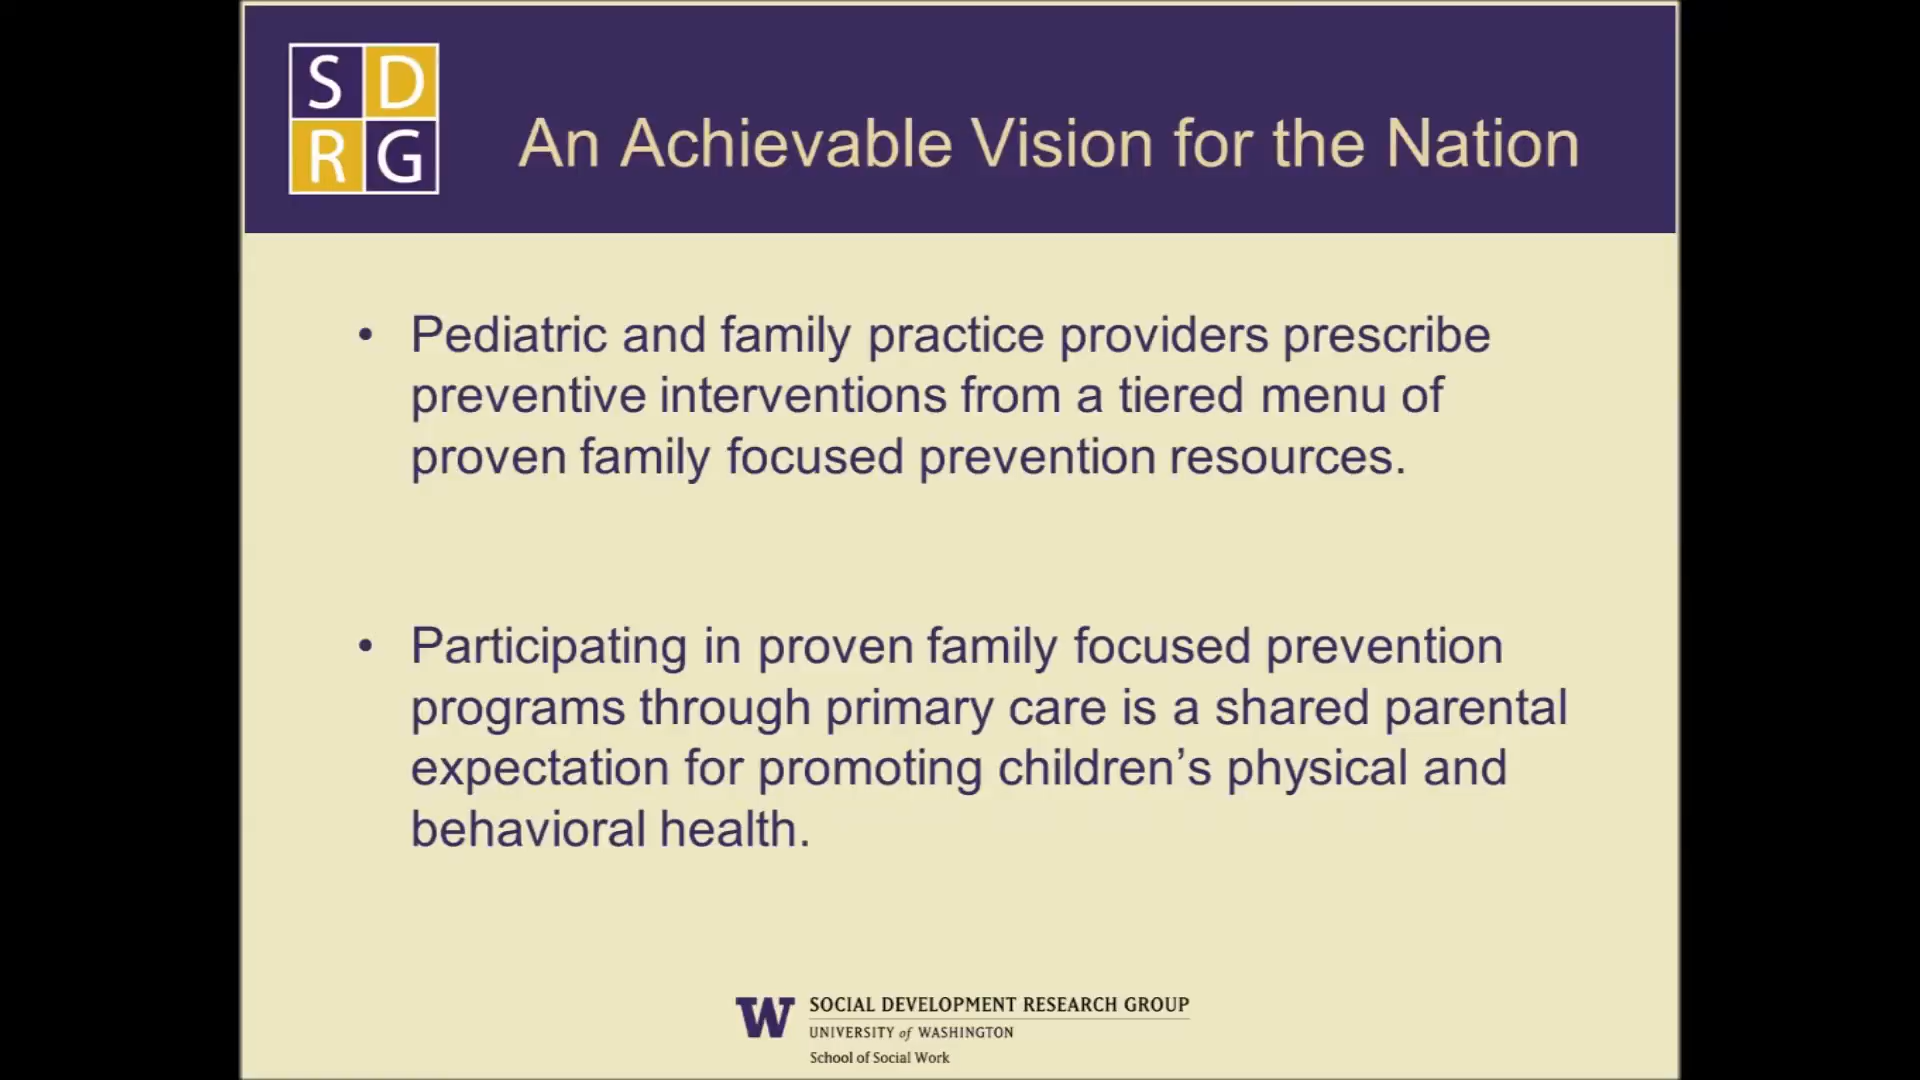 S D
R G
An Achievable Vision for the Nation
• Pediatric and family practice providers prescribe
preventive interventions from a tiered menu of
proven family focused prevention resources.
• Participating in proven family focused prevention
programs through primary care is a shared parental
expectation for promoting children’s physical and
behavioral health.
W SOCIAL DEVELOPMENT RESEARCH GROUP
UNIVERSITY of WASHINGTON
School of Social Work